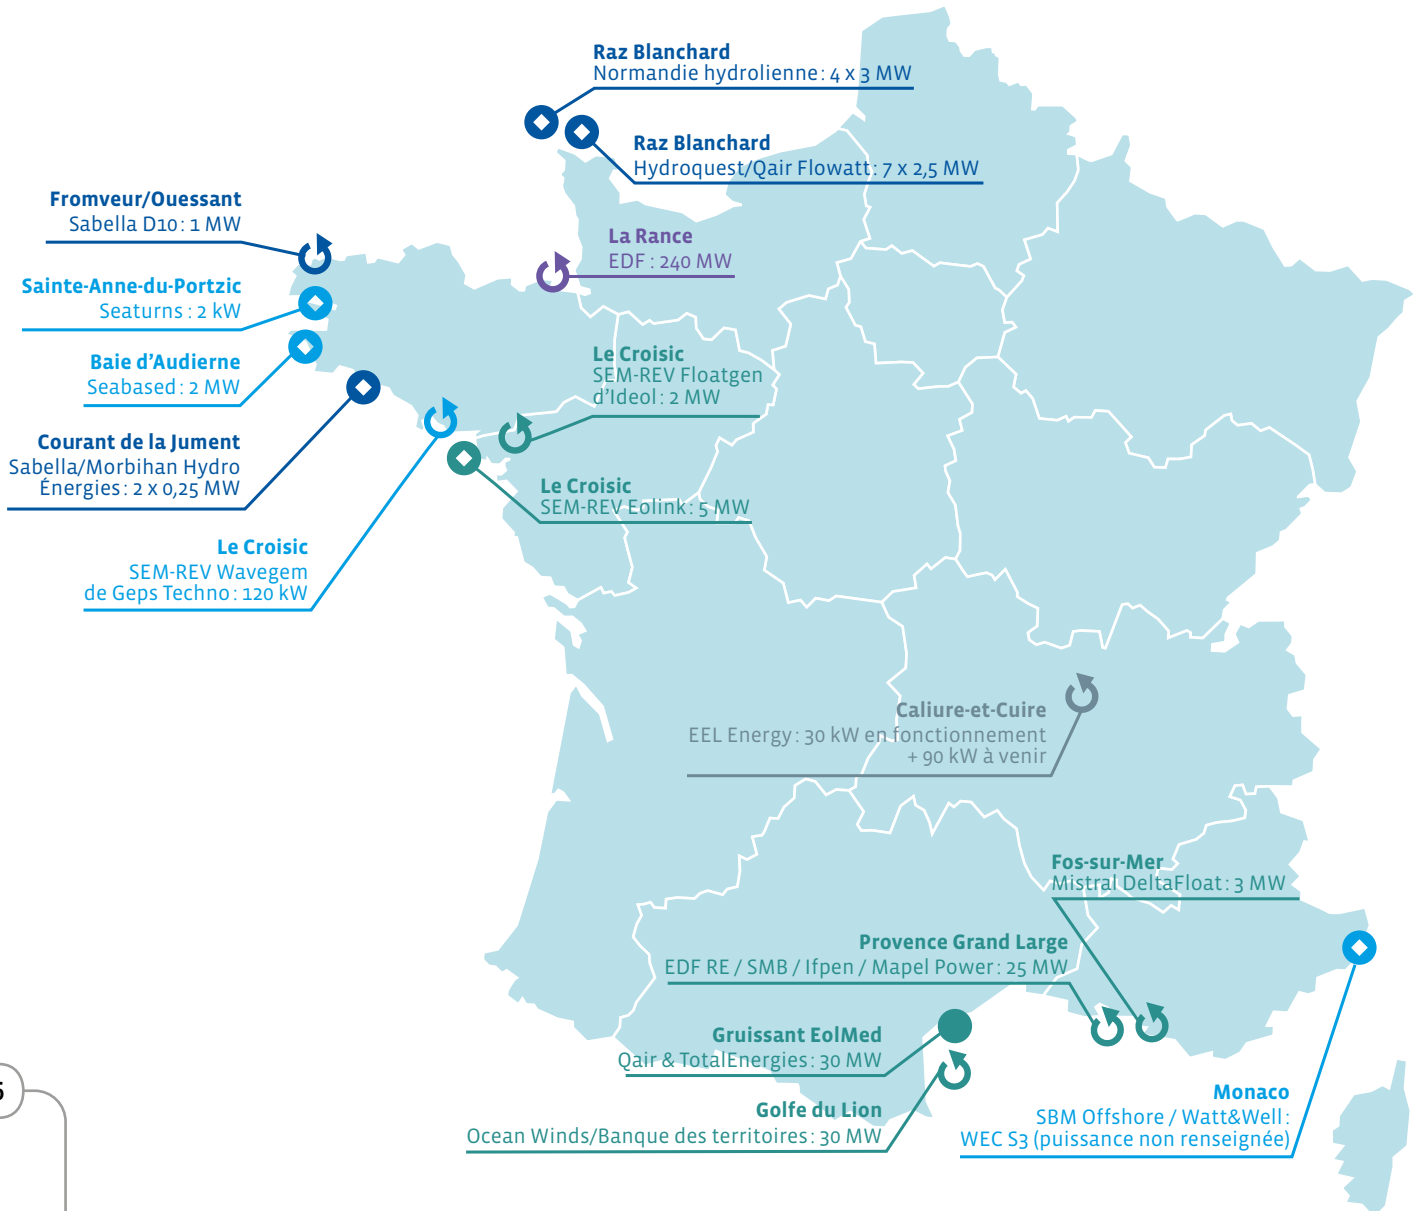 Raz Blanchard
Normandie hydrolienne : 4 x 3 MW
Raz Blanchard
Hydroquest/Qair Flowatt : 7 x 2,5 MW
Fromveur/Ouessant
Sabella D10 : 1 MW
La Rance
EDF : 240 MW
Sainte-Anne-du-Portzic
Seaturns : 2 kW
Baie d'Audierne
Seabased : 2 MW
Le Croisic
SEM-REV Floatgen
d'Ideol : 2 MW
Courant de la Jument
Sabella/Morbihan Hydro
Énergies : 2 x 0,25 MW
Le Croisic
SEM-REV Eolink : 5 MW
Le Croisic
SEM-REV Wavegem
de Geps Techno : 120 kW
Caliure-et-Cuire
EEL Energy : 30 kW en fonctionnement
+ 90 kW à venir
Fos-sur-Mer
Mistral DeltaFloat : 3 MW
Provence Grand Large
EDF RE / SMB / Ifpen / Mapel Power : 25 MW
Gruissant EolMed
Qair & TotalEnergies : 30 MW
Golfe du Lion
Ocean Winds/Banque des territoires : 30 MW
Monaco
SBM Offshore / Watt&Well :
WEC S3 (puissance non renseignée)